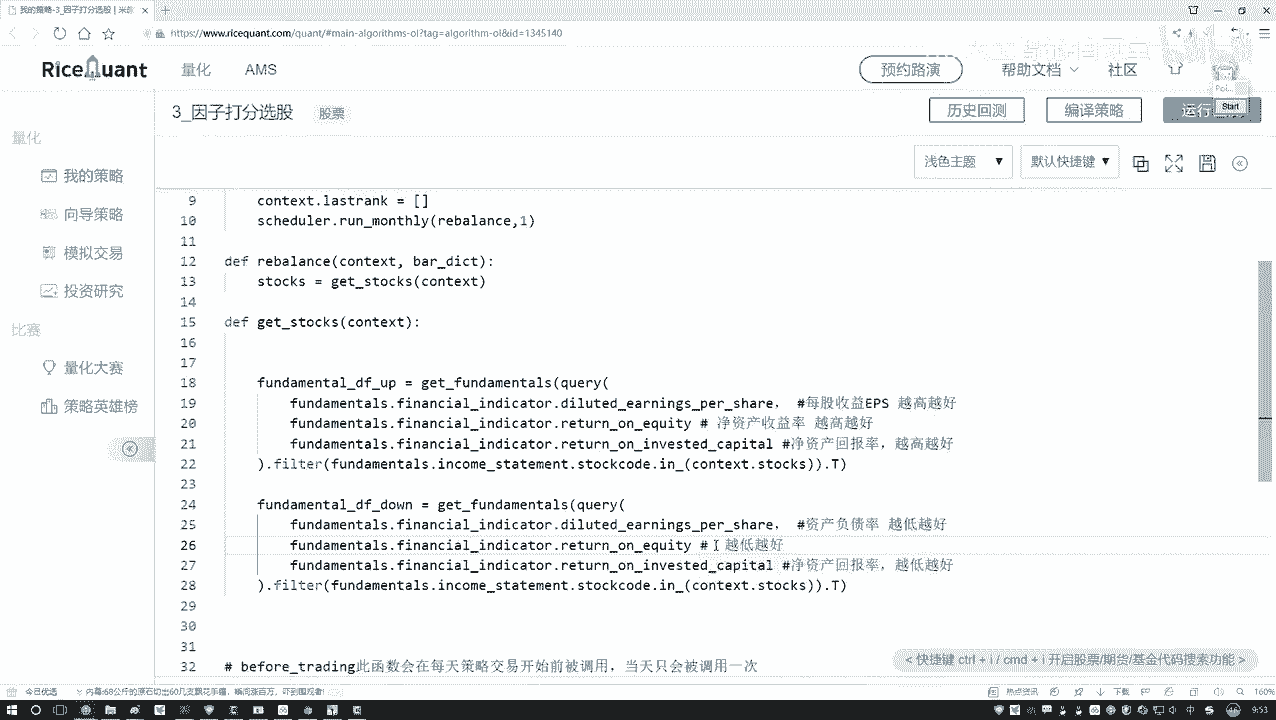 我的策略-3_因子打分选股 | 米
https://www.ricequant.com/quant/#main-algorithms-ol?tag=algorithm-ol&id=1345140
RiceQuant 量化 AMS 预约路演 帮助文档 社区
3_因子打分选股 股票 历史回测 编译策略 运行
Start
浅色主题 ▼ 默认快捷键 ▼
量化
我的策略
向导策略
模拟交易
投资研究
比赛
量化大赛
策略英雄榜
9 context.lastrank = []
10 scheduler.run_monthly(rebalance,1)
11
12 def rebalance(context, bar_dict):
13 stocks = get_stocks(context)
14
15 def get_stocks(context):
16
17
18 fundamental_df_up = get_fundamentals(query(
19 fundamentals.financial_indicator.diluted_earnings_per_share， #每股收益EPS 越高越好
20 fundamentals.financial_indicator.return_on_equity # 净资产收益率 越高越好
21 fundamentals.financial_indicator.return_on_invested_capital #净资产回报率，越高越好
22 ).filter(fundamentals.income_statement.stockcode.in_(context.stocks)).T)
23
24 fundamental_df_down = get_fundamentals(query(
25 fundamentals.financial_indicator.diluted_earnings_per_share， #资产负债率 越低越好
26 fundamentals.financial_indicator.return_on_equity # 越低越好
27 fundamentals.financial_indicator.return_on_invested_capital #净资产回报率，越低越好
28 ).filter(fundamentals.income_statement.stockcode.in_(context.stocks)).T)
29
30
31
32 # before_trading此函数会在每天策略交易开始前被调用，当天只会被调用一次
< 快捷键 ctrl + i / cmd + i 开启股票/期货/基金代码搜索功能 >
今日优选 热点资讯 下载 160%
中 9:51